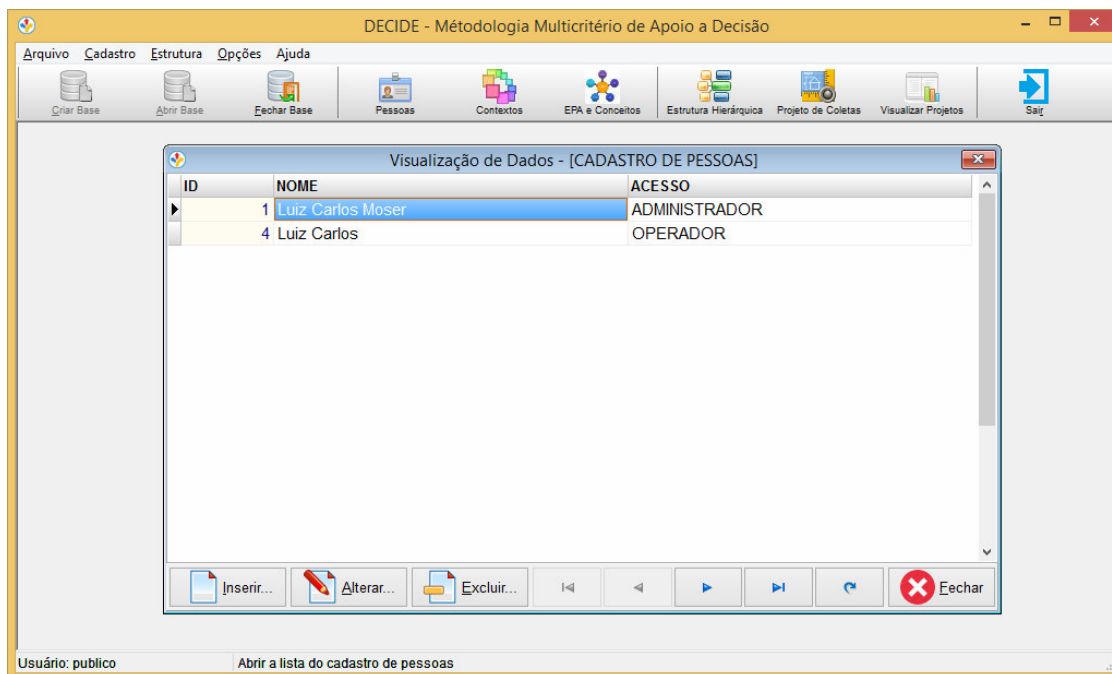 DECIDE - Métodologia Multicritério de Apoio a Decisão
Arquivo Cadastro Estrutura Opções Ajuda
Criar Base Abrir Base Fechar Base Pessoas Contextos EPA e Conceitos Estrutura Hierárquica Projeto de Coletas Visualizar Projetos Sair
Visualização de Dados - [CADASTRO DE PESSOAS]
ID NOME ACESSO
1 Luiz Carlos Moser ADMINISTRADOR
4 Luiz Carlos OPERADOR
Inserir... Alterar... Excluir... Fechar
Usuário: publico Abrir a lista do cadastro de pessoas